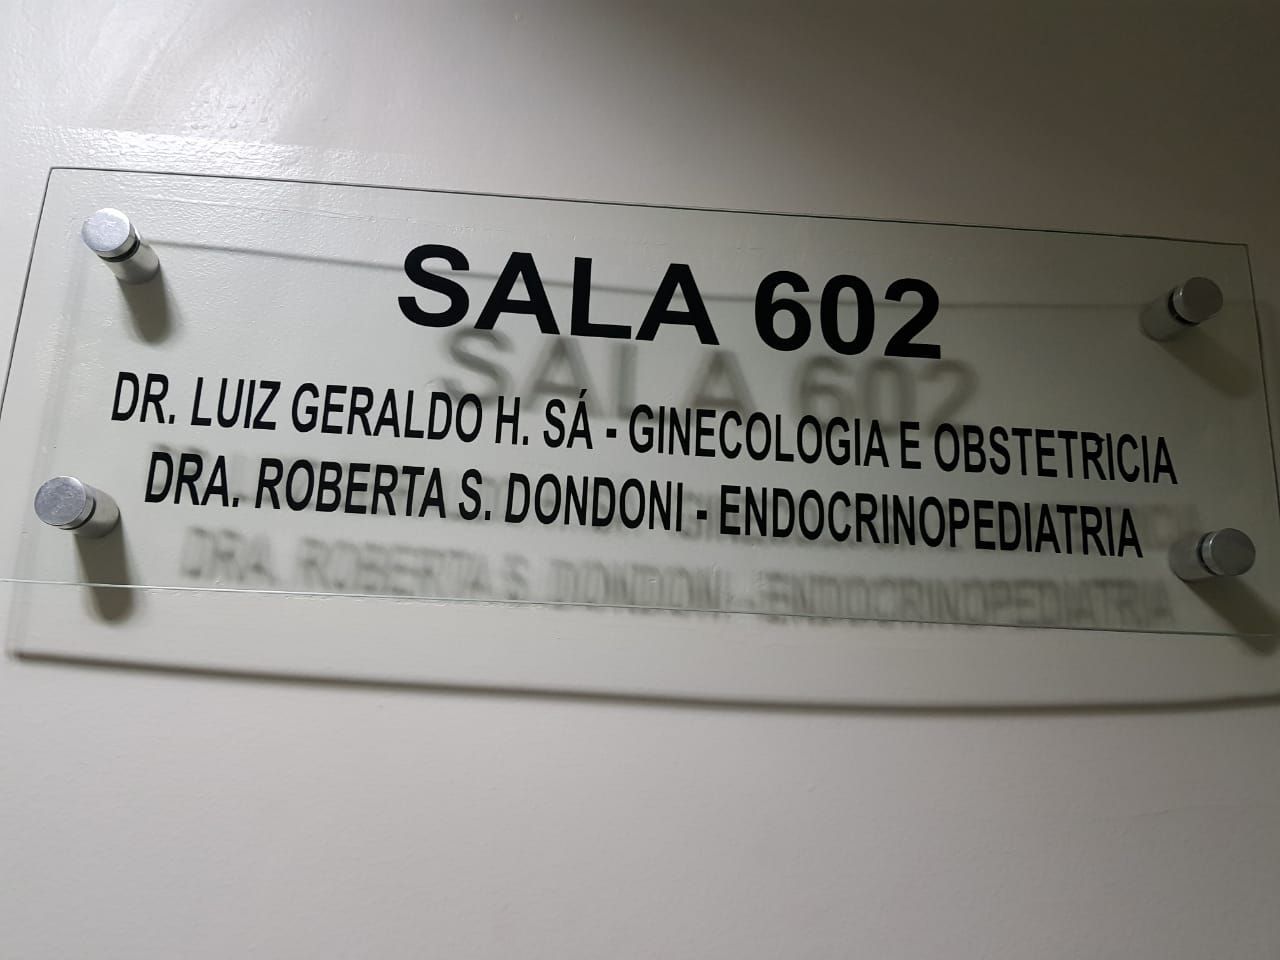 SALA 602
DR. LUIZ GERALDO H. SÁ - GINECOLOGIA E OBSTETRICIA
DRA. ROBERTA S. DONDONI - ENDOCRINOPEDIATRIA